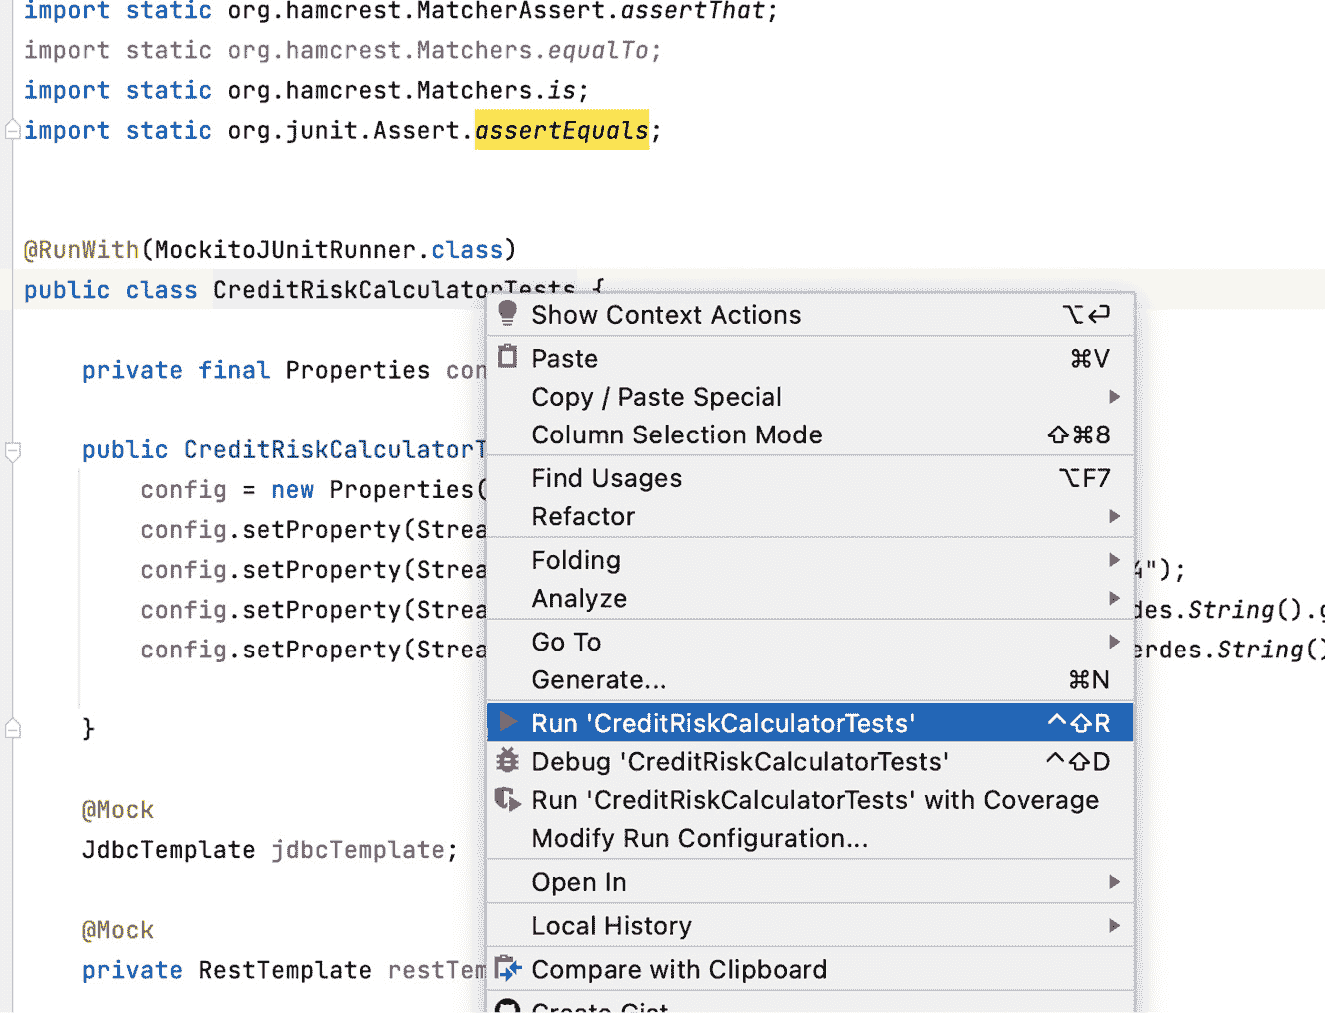 import static org.hamcrest.MatcherAssert.assertThat;
import static org.hamcrest.Matchers.equalTo;
import static org.hamcrest.Matchers.is;
import static org.junit.Assert.assertEquals;
@RunWith(MockitoJUnitRunner.class)
public class CreditRiskCalculatorTests {
Show Context Actions ⌥⏎
private final Properties con
Paste ⌘V
Copy / Paste Special
Column Selection Mode ⇧⌘8
public CreditRiskCalculatorT
Find Usages ⌥F7
config = new Properties(
Refactor
config.setProperty(Strea
Folding
config.setProperty(Strea 4");
Analyze
config.setProperty(Strea des.String().g
Go To
config.setProperty(Strea erdes.String()
Generate... ⌘N
}
Run 'CreditRiskCalculatorTests' ^⇧R
Debug 'CreditRiskCalculatorTests' ^⇧D
Run 'CreditRiskCalculatorTests' with Coverage
@Mock
Modify Run Configuration...
JdbcTemplate jdbcTemplate;
Open In
Local History
@Mock
private RestTemplate restTem
Compare with Clipboard
Create Gist